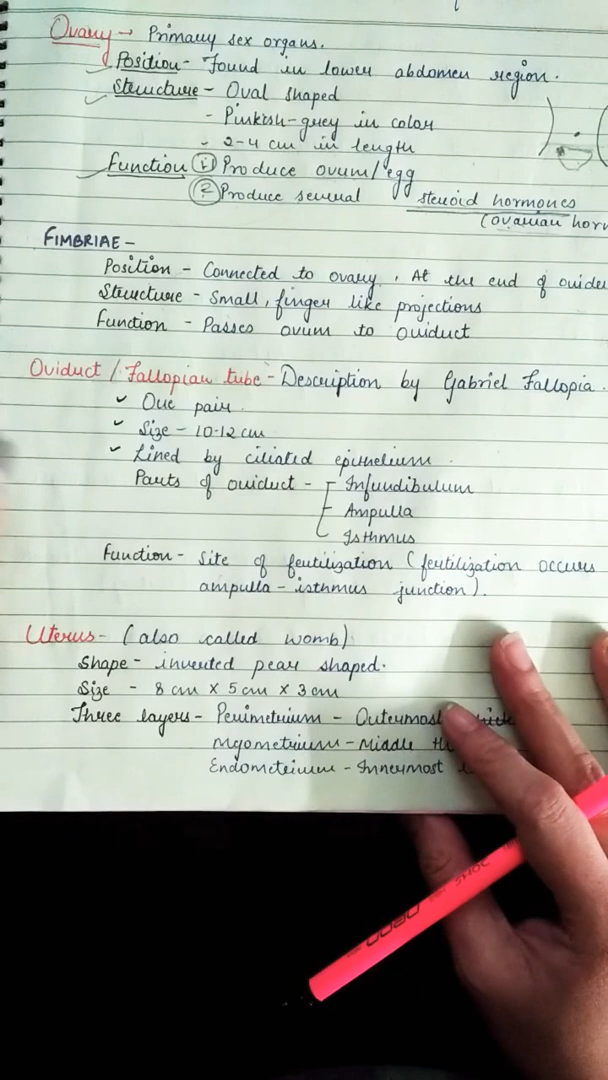 Ovary → Primary sex organs.
Position - Found in lower abdomen region.
Structure - Oval shaped
- Pinkish-grey in color
- 2-4 cm in length
Function ① Produce ovum/egg
② Produce several steroid hormones
(ovarian
FIMBRIAE -
Position - Connected to ovary. At the end of
Structure - Small, finger like projections
Function - Passes ovum to oviduct
Oviduct / Fallopian tube - Description by Gabriel Fallopia.
One pair.
Size - 10-12 cm
Lined by ciliated epithelium.
Parts of oviduct - Infundibulum
Ampulla
Isthmus
Function - Site of fertilization (fertilization occurs
ampulla - isthmus junction).
Uterus - (also called womb)
Shape - inverted pear shaped.
Size - 8 cm x 5 cm x 3 cm
Three layers - Perimetrium - Outermost
Myometrium - Middle
Endometrium - Innermost